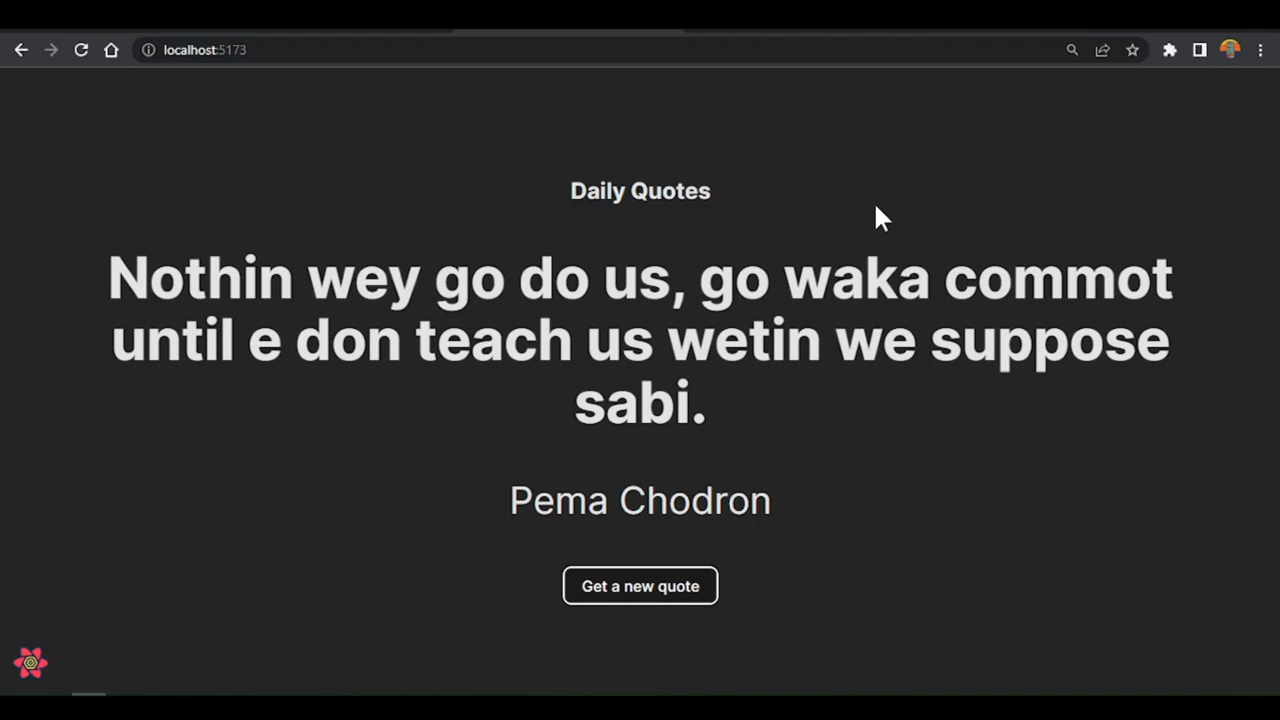 localhost:5173
Daily Quotes
Nothin wey go do us, go waka commot
until e don teach us wetin we suppose
sabi.
Pema Chodron
Get a new quote